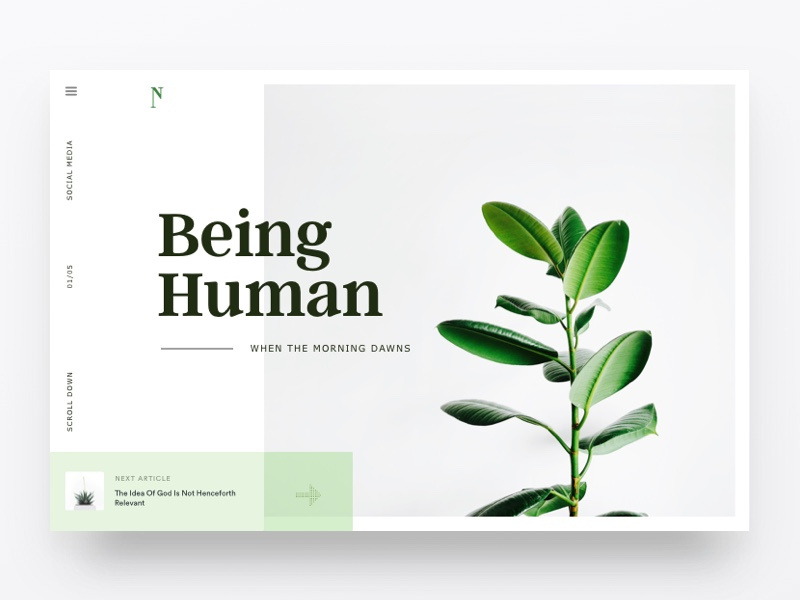 N
SOCIAL MEDIA
01/05
SCROLL DOWN
Being
Human
WHEN THE MORNING DAWNS
NEXT ARTICLE
The Idea Of God Is Not Henceforth
Relevant